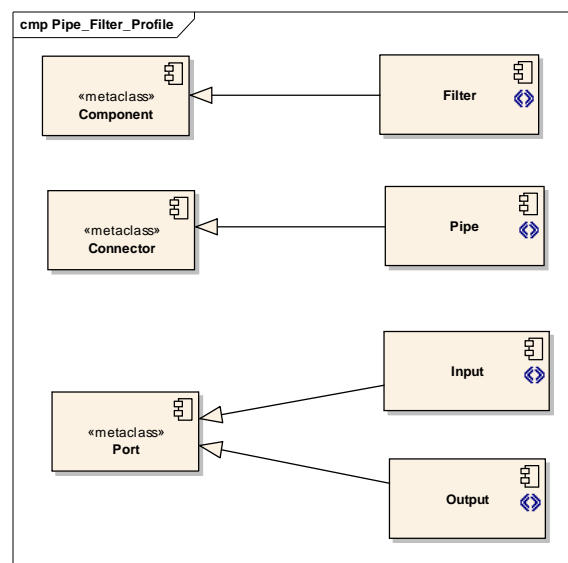 cmp Pipe_Filter_Profile
«metaclass»
Component
Filter
«metaclass»
Connector
Pipe
«metaclass»
Port
Input
Output